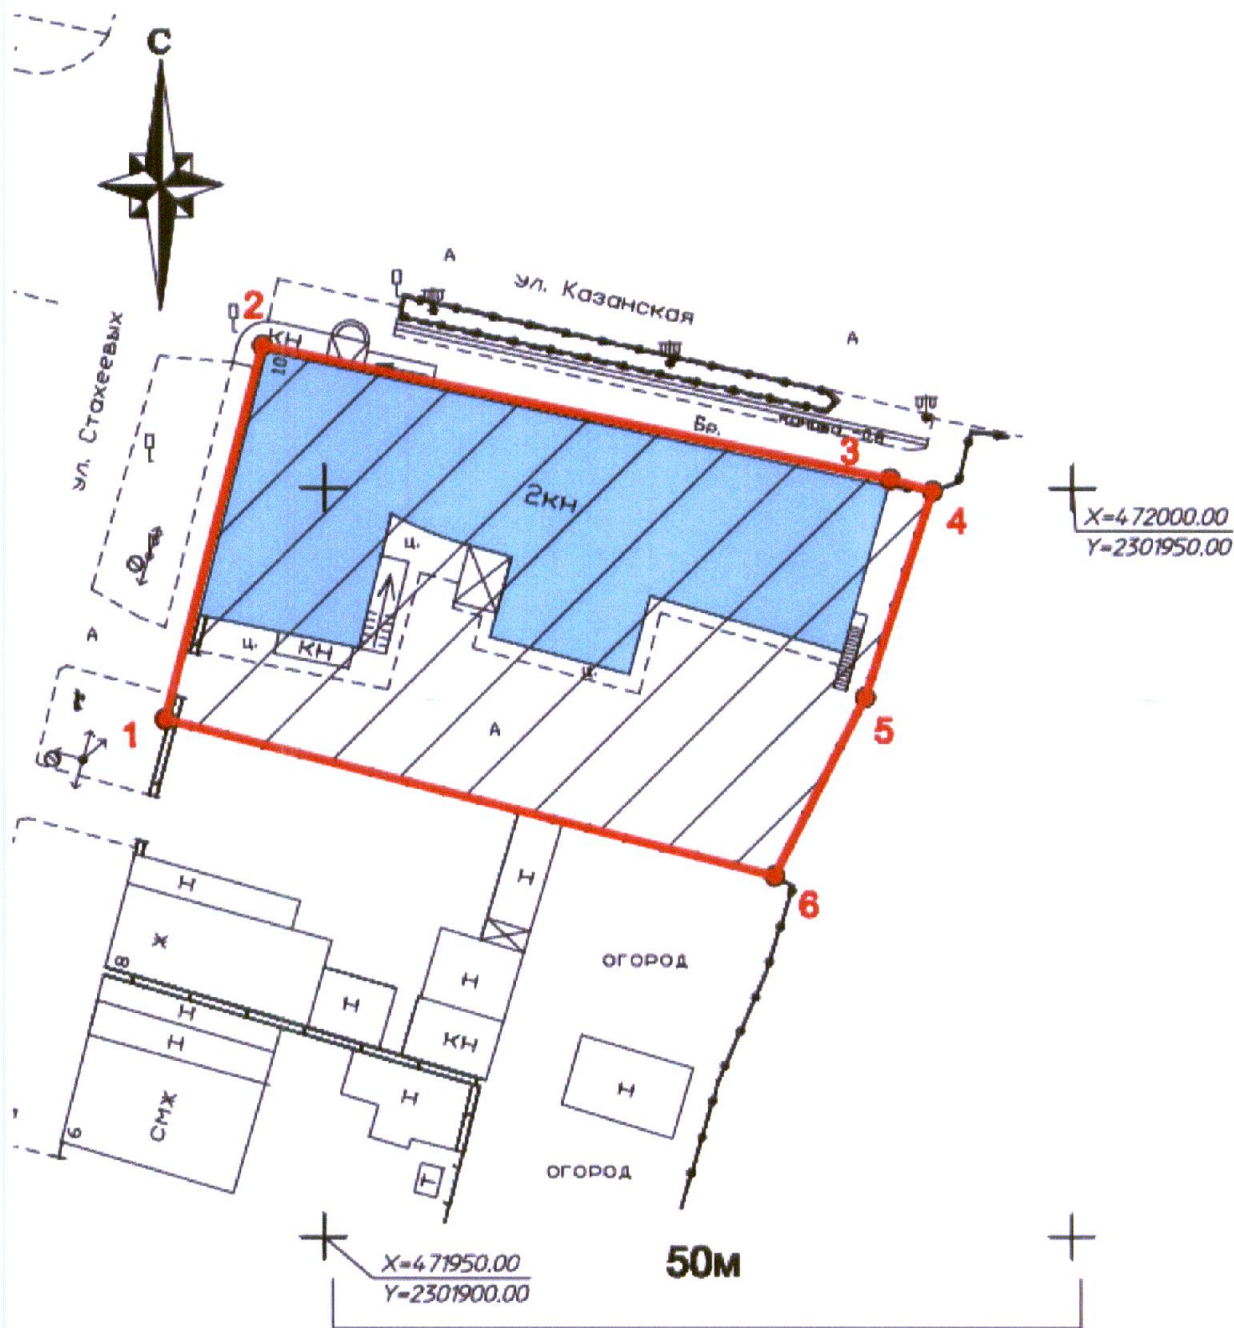 С
А
ул. Казанская
2
КН
А
ул. Стахеевых
10
Бр.
3
2КН
4
X=472000.00
Y=2301950.00
ц.
А
ц.
КН
ц.
1
А
5
6
Н
Н
Ж
8
ОГОРОД
Н
Н
Н
Н
КН
СМЖ
Н
Н
6
ОГОРОД
Т
50м
X=471950.00
Y=2301900.00